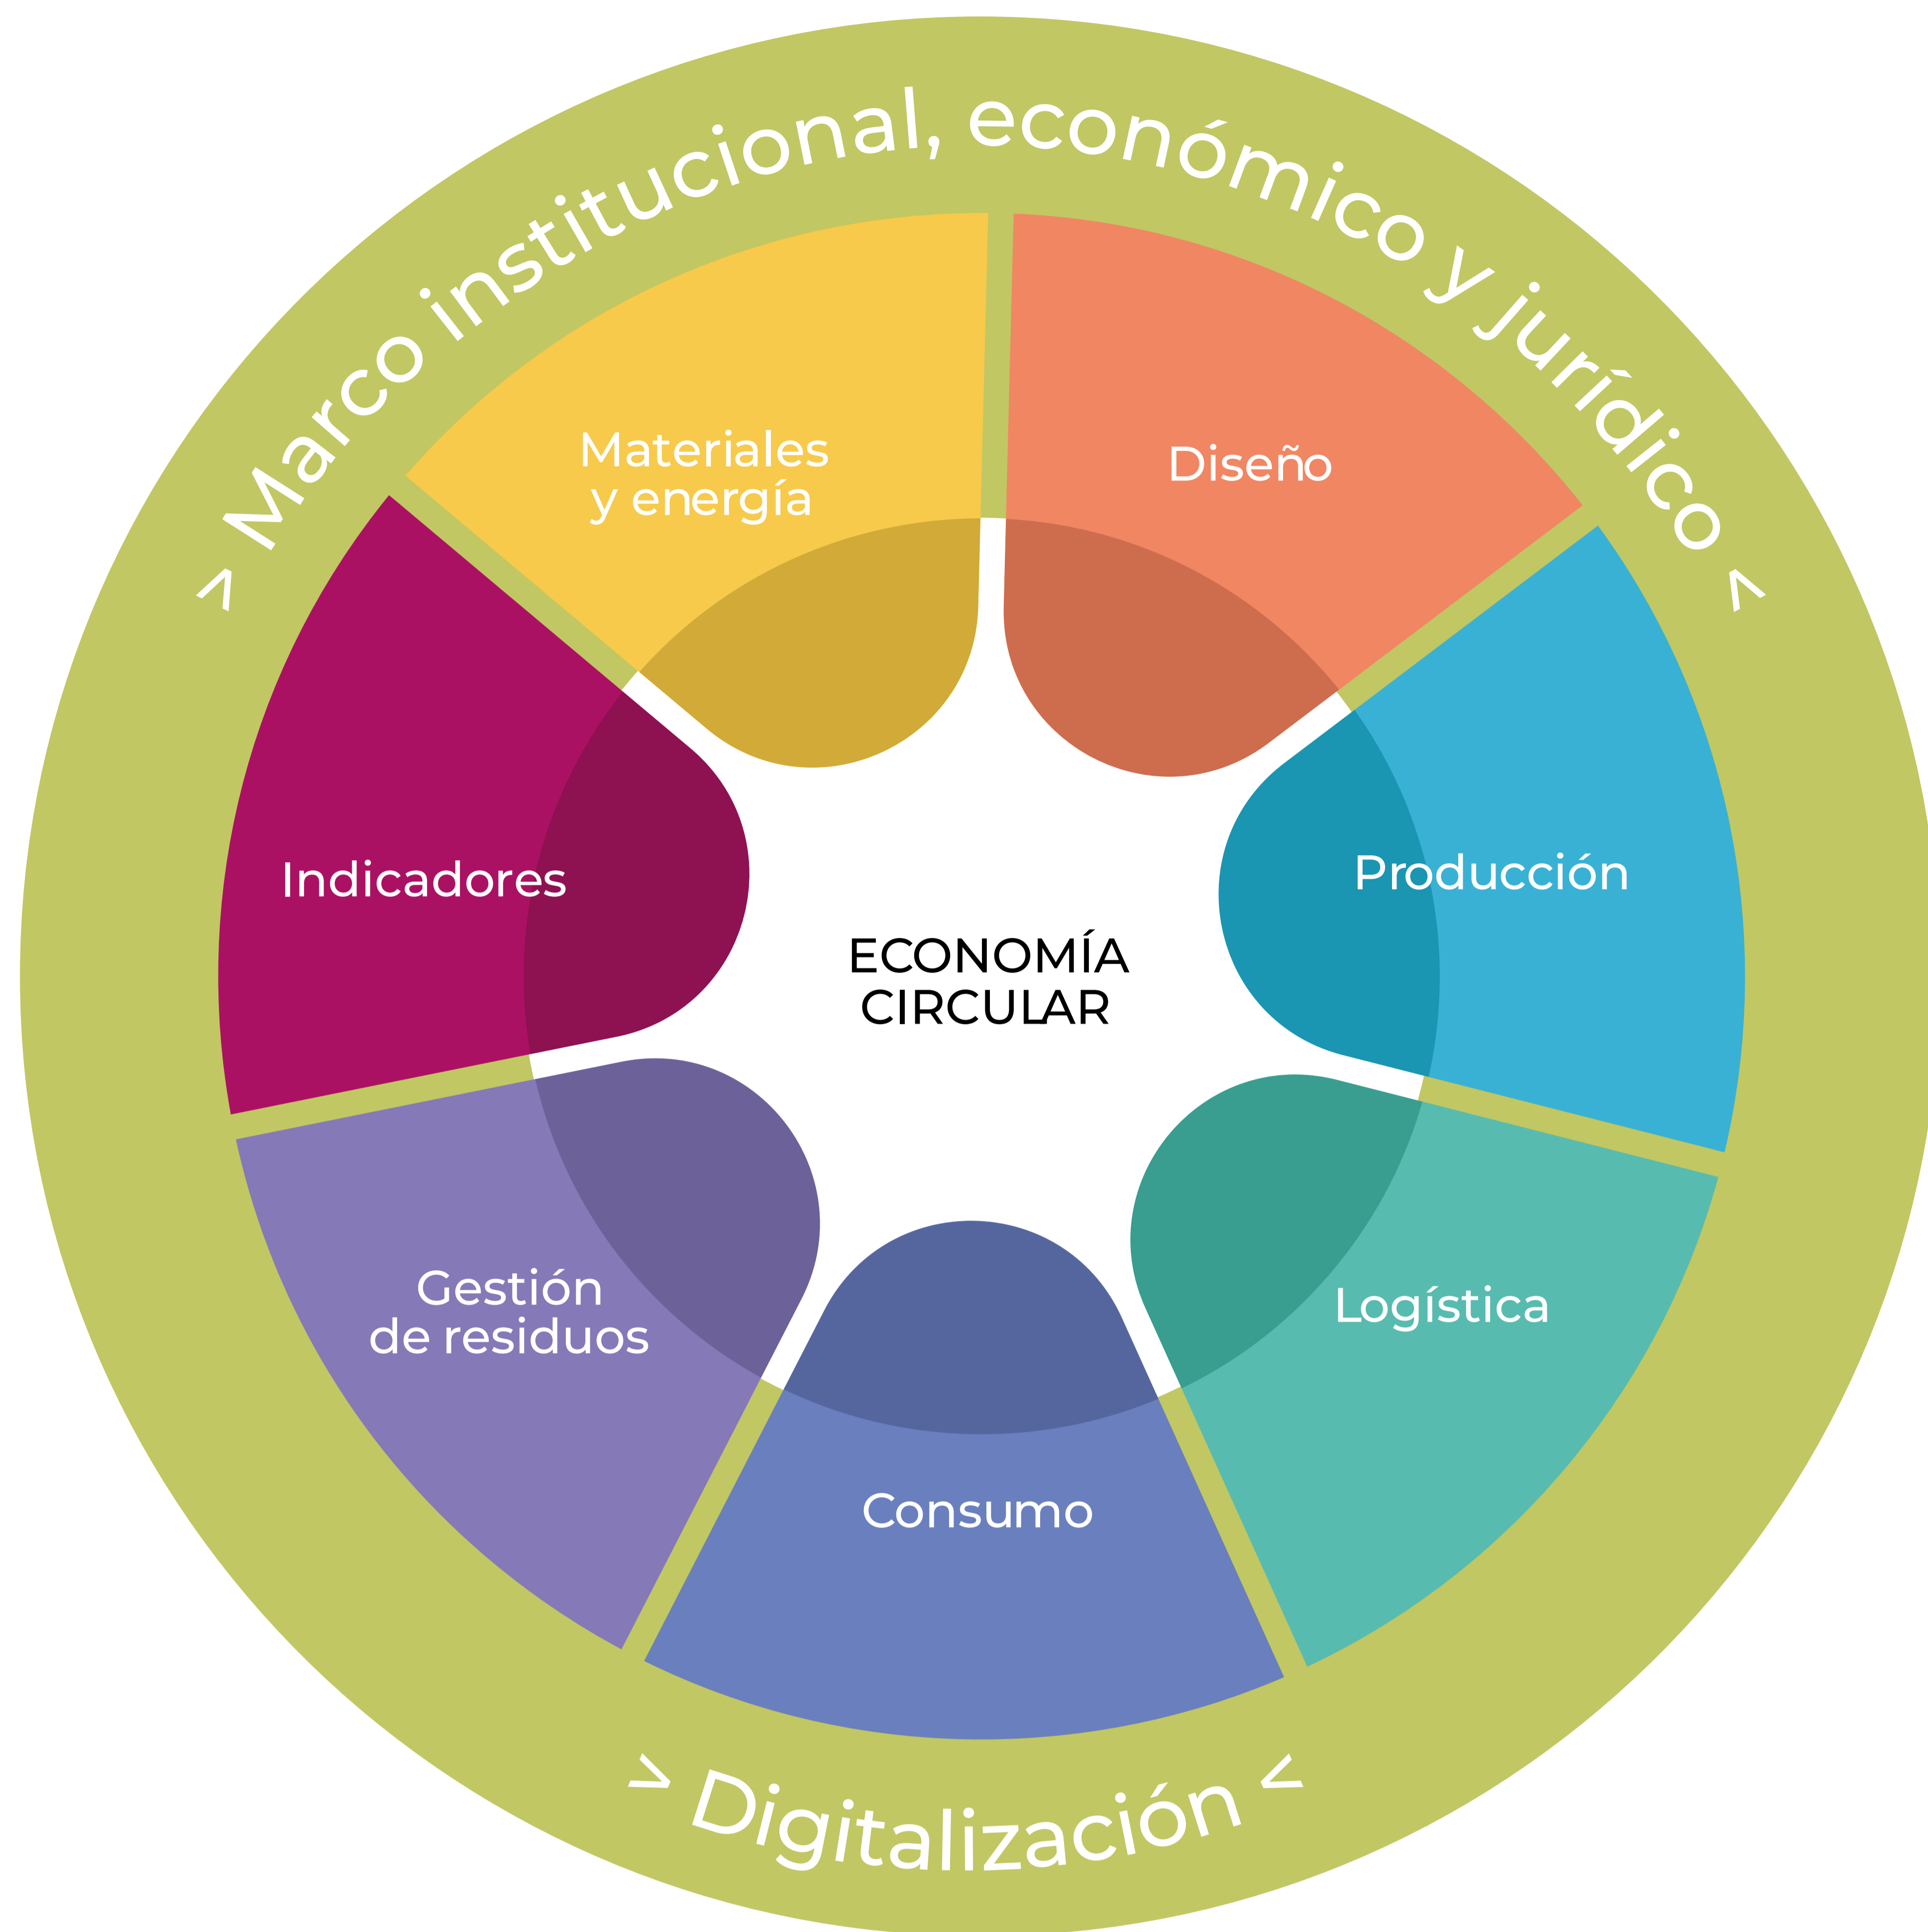 > Marco institucional, económico y jurídico <
Materiales
y energía
Diseño
Indicadores
Producción
ECONOMÍA
CIRCULAR
Gestión
de residuos
Logística
Consumo
> Digitalización <